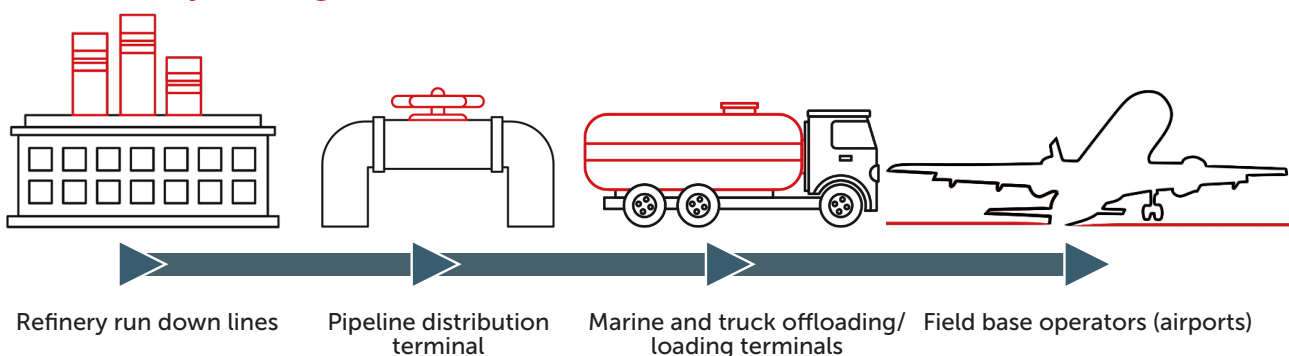 Refinery run down lines
Pipeline distribution
terminal
Marine and truck offloading/
loading terminals
Field base operators (airports)